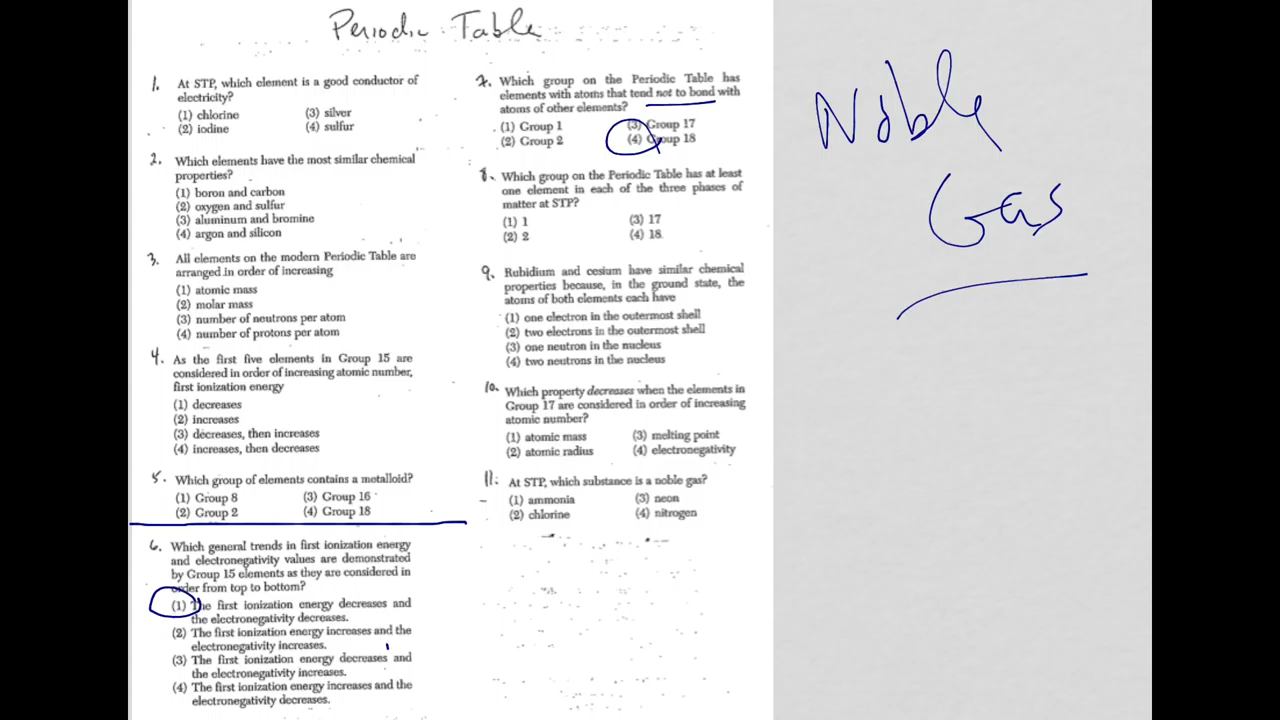 Periodic Table
1. At STP, which element is a good conductor of
electricity?
(1) chlorine (3) silver
(2) iodine (4) sulfur
2. Which elements have the most similar chemical
properties?
(1) boron and carbon
(2) oxygen and sulfur
(3) aluminum and bromine
(4) argon and silicon
3. All elements on the modern Periodic Table are
arranged in order of increasing
(1) atomic mass
(2) molar mass
(3) number of neutrons per atom
(4) number of protons per atom
4. As the first five elements in Group 15 are
considered in order of increasing atomic number,
first ionization energy
(1) decreases
(2) increases
(3) decreases, then increases
(4) increases, then decreases
5. Which group of elements contains a metalloid?
(1) Group 8 (3) Group 16
(2) Group 2 (4) Group 18
6. Which general trends in first ionization energy
and electronegativity values are demonstrated
by Group 15 elements as they are considered in
order from top to bottom?
(1) The first ionization energy decreases and
the electronegativity decreases.
(2) The first ionization energy increases and the
electronegativity increases.
(3) The first ionization energy decreases and
the electronegativity increases.
(4) The first ionization energy increases and the
electronegativity decreases.
7. Which group on the Periodic Table has
elements with atoms that tend not to bond with
atoms of other elements?
(1) Group 1 (3) Group 17
(2) Group 2 (4) Group 18
8. Which group on the Periodic Table has at least
one element in each of the three phases of
matter at STP?
(1) 1 (3) 17
(2) 2 (4) 18
9. Rubidium and cesium have similar chemical
properties because, in the ground state, the
atoms of both elements each have
(1) one electron in the outermost shell
(2) two electrons in the outermost shell
(3) one neutron in the nucleus
(4) two neutrons in the nucleus
10. Which property decreases when the elements in
Group 17 are considered in order of increasing
atomic number?
(1) atomic mass (3) melting point
(2) atomic radius (4) electronegativity
11. At STP, which substance is a noble gas?
(1) ammonia (3) neon
(2) chlorine (4) nitrogen
Noble
Gas